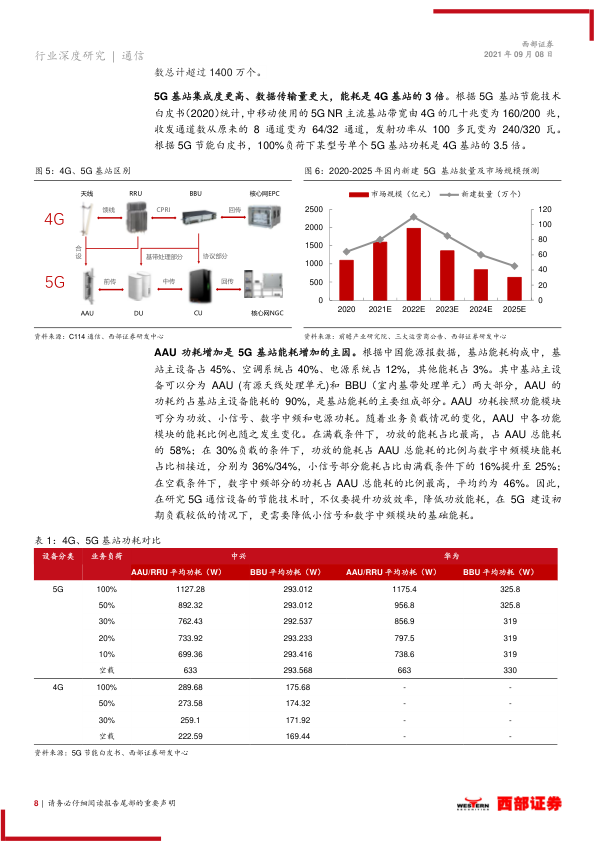 西部证券
行业深度研究 | 通信
2021 年 09 月 08 日
数总计超过 1400 万个。
5G 基站集成度更高、数据传输量更大，能耗是 4G 基站的 3 倍。根据 5G 基站节能技术
白皮书（2020）统计，中移动使用的 5G NR 主流基站带宽由 4G 的几十兆变为 160/200 兆，
收发通道数从原来的 8 通道变为 64/32 通道，发射功率从 100 多瓦变为 240/320 瓦。
根据 5G 节能白皮书，100%负荷下某型号单个 5G 基站功耗是 4G 基站的 3.5 倍。
图 5：4G、5G 基站区别
天线 RRU BBU 核心网EPC
4G 馈线 CPRI 回传
合设 基带处理部分 协议部分
5G 前传 中传 回传
AAU DU CU 核心网NGC
资料来源：C114 通信、西部证券研发中心
图 6：2020-2025 年国内新建 5G 基站数量及市场规模预测
市场规模（亿元） 新建数量（万个）
2500 120
2000 100
1500 80
1000 60
500 40
0 20
0
2020 2021E 2022E 2023E 2024E 2025E
资料来源：前瞻产业研究院、三大运营商公告、西部证券研发中心
AAU 功耗增加是 5G 基站能耗增加的主因。根据中国能源报数据，基站能耗构成中，基
站主设备占 45%、空调系统占 40%、电源系统占 12%，其他能耗占 3%。其中基站主设
备可以分为 AAU (有源天线处理单元)和 BBU（室内基带处理单元）两大部分，AAU 的
功耗约占基站主设备能耗的 90%，是基站能耗的主要组成部分。AAU 功耗按照功能模块
可分为功放、小信号、数字中频和电源功耗。随着业务负载情况的变化，AAU 中各功能
模块的能耗比例也随之发生变化。在满载条件下，功放的能耗占比最高，占 AAU 总能耗
的 58%；在 30%负载的条件下，功放的能耗占 AAU 总能耗的比例与数字中频模块能耗
占比相接近，分别为 36%/34%，小信号部分能耗占比由满载条件下的 16%提升至 25%；
在空载条件下，数字中频部分的功耗占 AAU 总能耗的比例最高，平均约为 46%。因此，
在研究 5G 通信设备的节能技术时，不仅要提升功放效率，降低功放能耗，在 5G 建设初
期负载较低的情况下，更需要降低小信号和数字中频模块的基础能耗。
表 1：4G、5G 基站功耗对比
设备分类 业务负荷 中兴 华为
AAU/RRU 平均功耗（W） BBU 平均功耗（W） AAU/RRU 平均功耗（W） BBU 平均功耗（W）
5G 100% 1127.28 293.012 1175.4 325.8
50% 892.32 293.012 956.8 325.8
30% 762.43 292.537 856.9 319
20% 733.92 293.233 797.5 319
10% 699.36 293.416 738.6 319
空载 633 293.568 663 330
4G 100% 289.68 175.68 - -
50% 273.58 174.32 - -
30% 259.1 171.92 - -
空载 222.59 169.44 - -
资料来源：5G 节能白皮书、西部证券研发中心
8 | 请务必仔细阅读报告尾部的重要声明
WESTERN
SECURITIES
西部证券